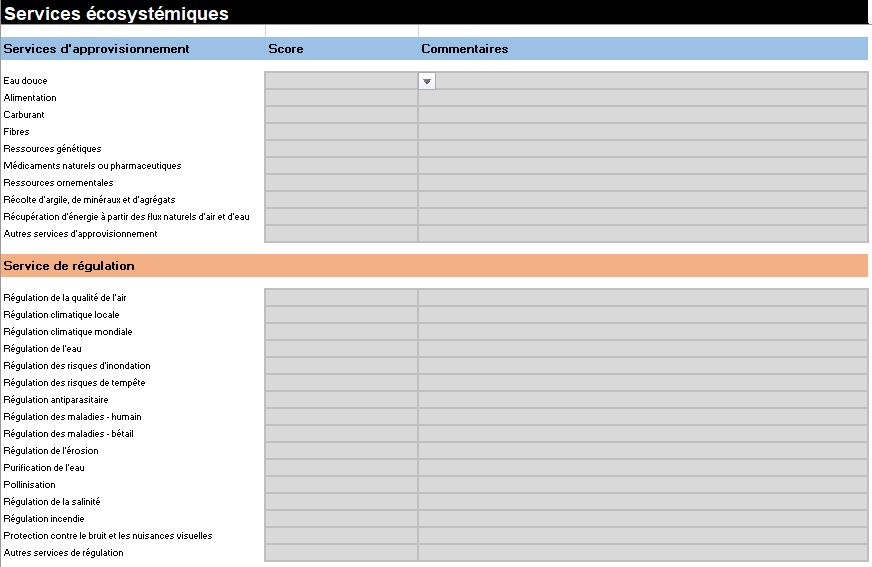 Services écosystémiques
Services d'approvisionnement Score Commentaires
Eau douce
Alimentation
Carburant
Fibres
Ressources génétiques
Médicaments naturels ou pharmaceutiques
Ressources ornementales
Récolte d'argile, de minéraux et d'agrégats
Récupération d'énergie à partir des flux naturels d'air et d'eau
Autres services d'approvisionnement
Service de régulation
Régulation de la qualité de l'air
Régulation climatique locale
Régulation climatique mondiale
Régulation de l'eau
Régulation des risques d'inondation
Régulation des risques de tempête
Régulation antiparasitaire
Régulation des maladies - humain
Régulation des maladies - bétail
Régulation de l'érosion
Purification de l'eau
Pollinisation
Régulation de la salinité
Régulation incendie
Protection contre le bruit et les nuisances visuelles
Autres services de régulation